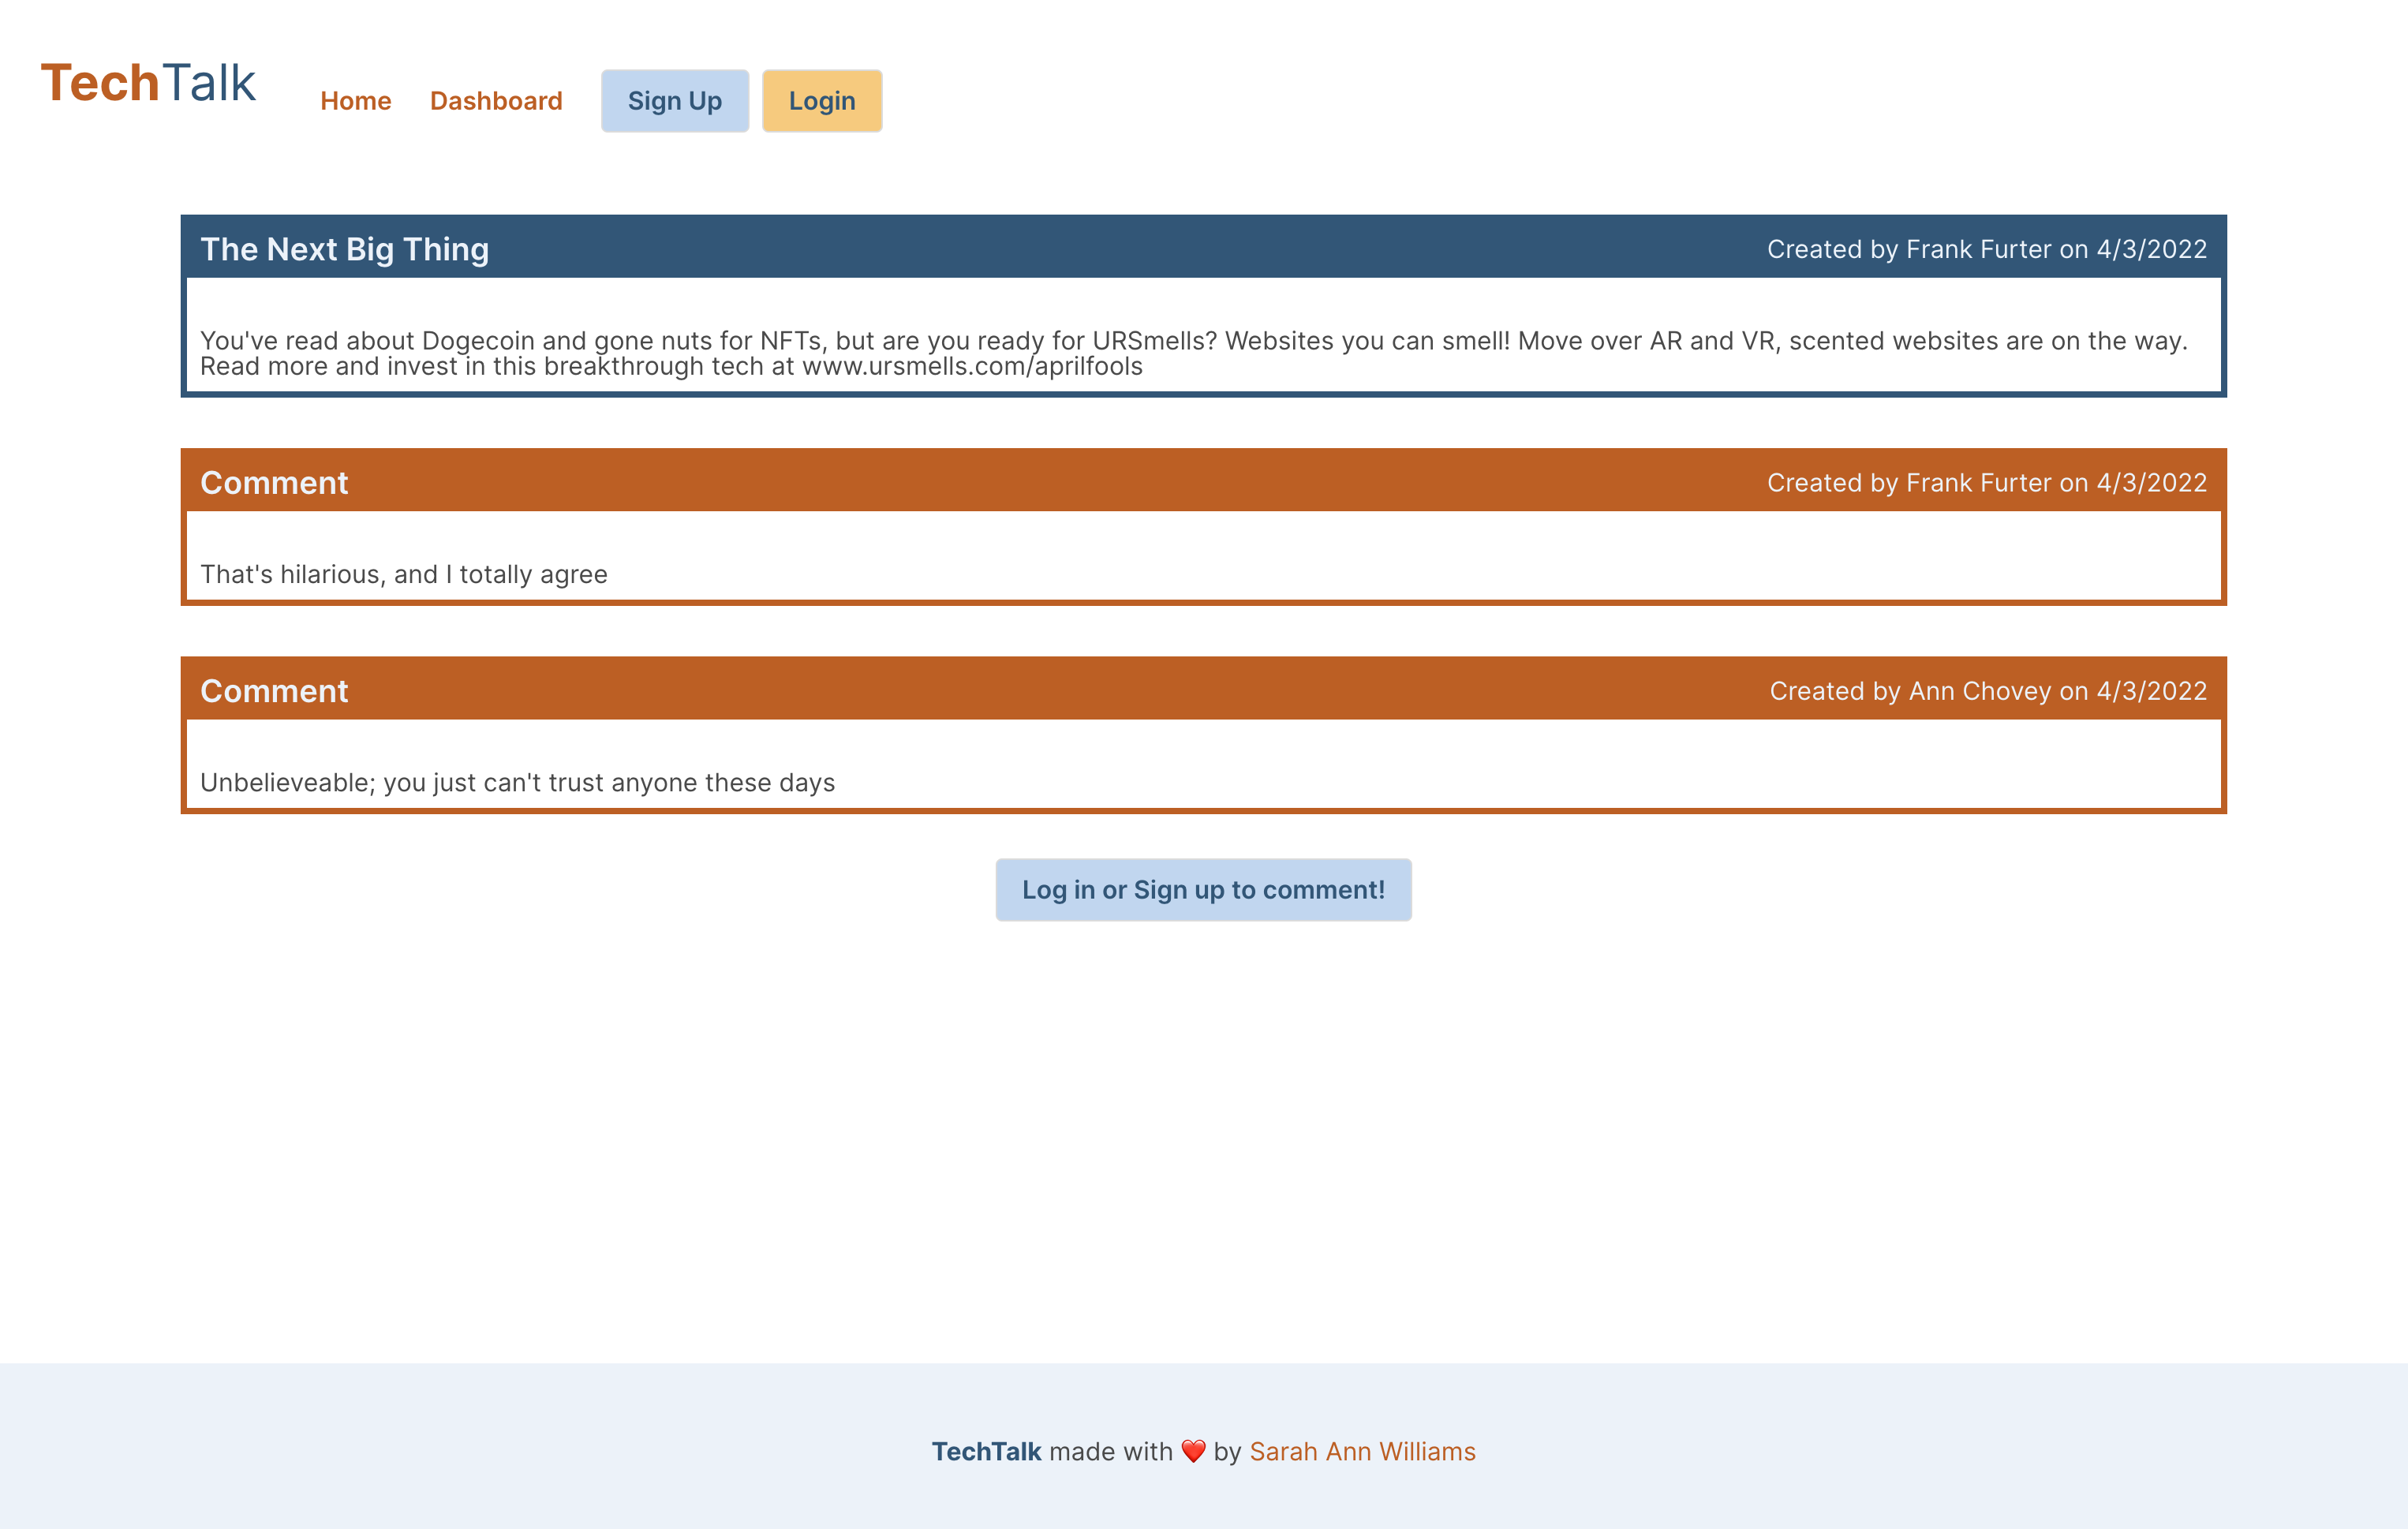 TechTalk
Home Dashboard Sign Up Login
The Next Big Thing Created by Frank Furter on 4/3/2022
You've read about Dogecoin and gone nuts for NFTs, but are you ready for URSmells? Websites you can smell! Move over AR and VR, scented websites are on the way.
Read more and invest in this breakthrough tech at www.ursmells.com/aprilfools
Comment Created by Frank Furter on 4/3/2022
That's hilarious, and I totally agree
Comment Created by Ann Chovey on 4/3/2022
Unbelieveable; you just can't trust anyone these days
Log in or Sign up to comment!
TechTalk made with ❤️ by Sarah Ann Williams